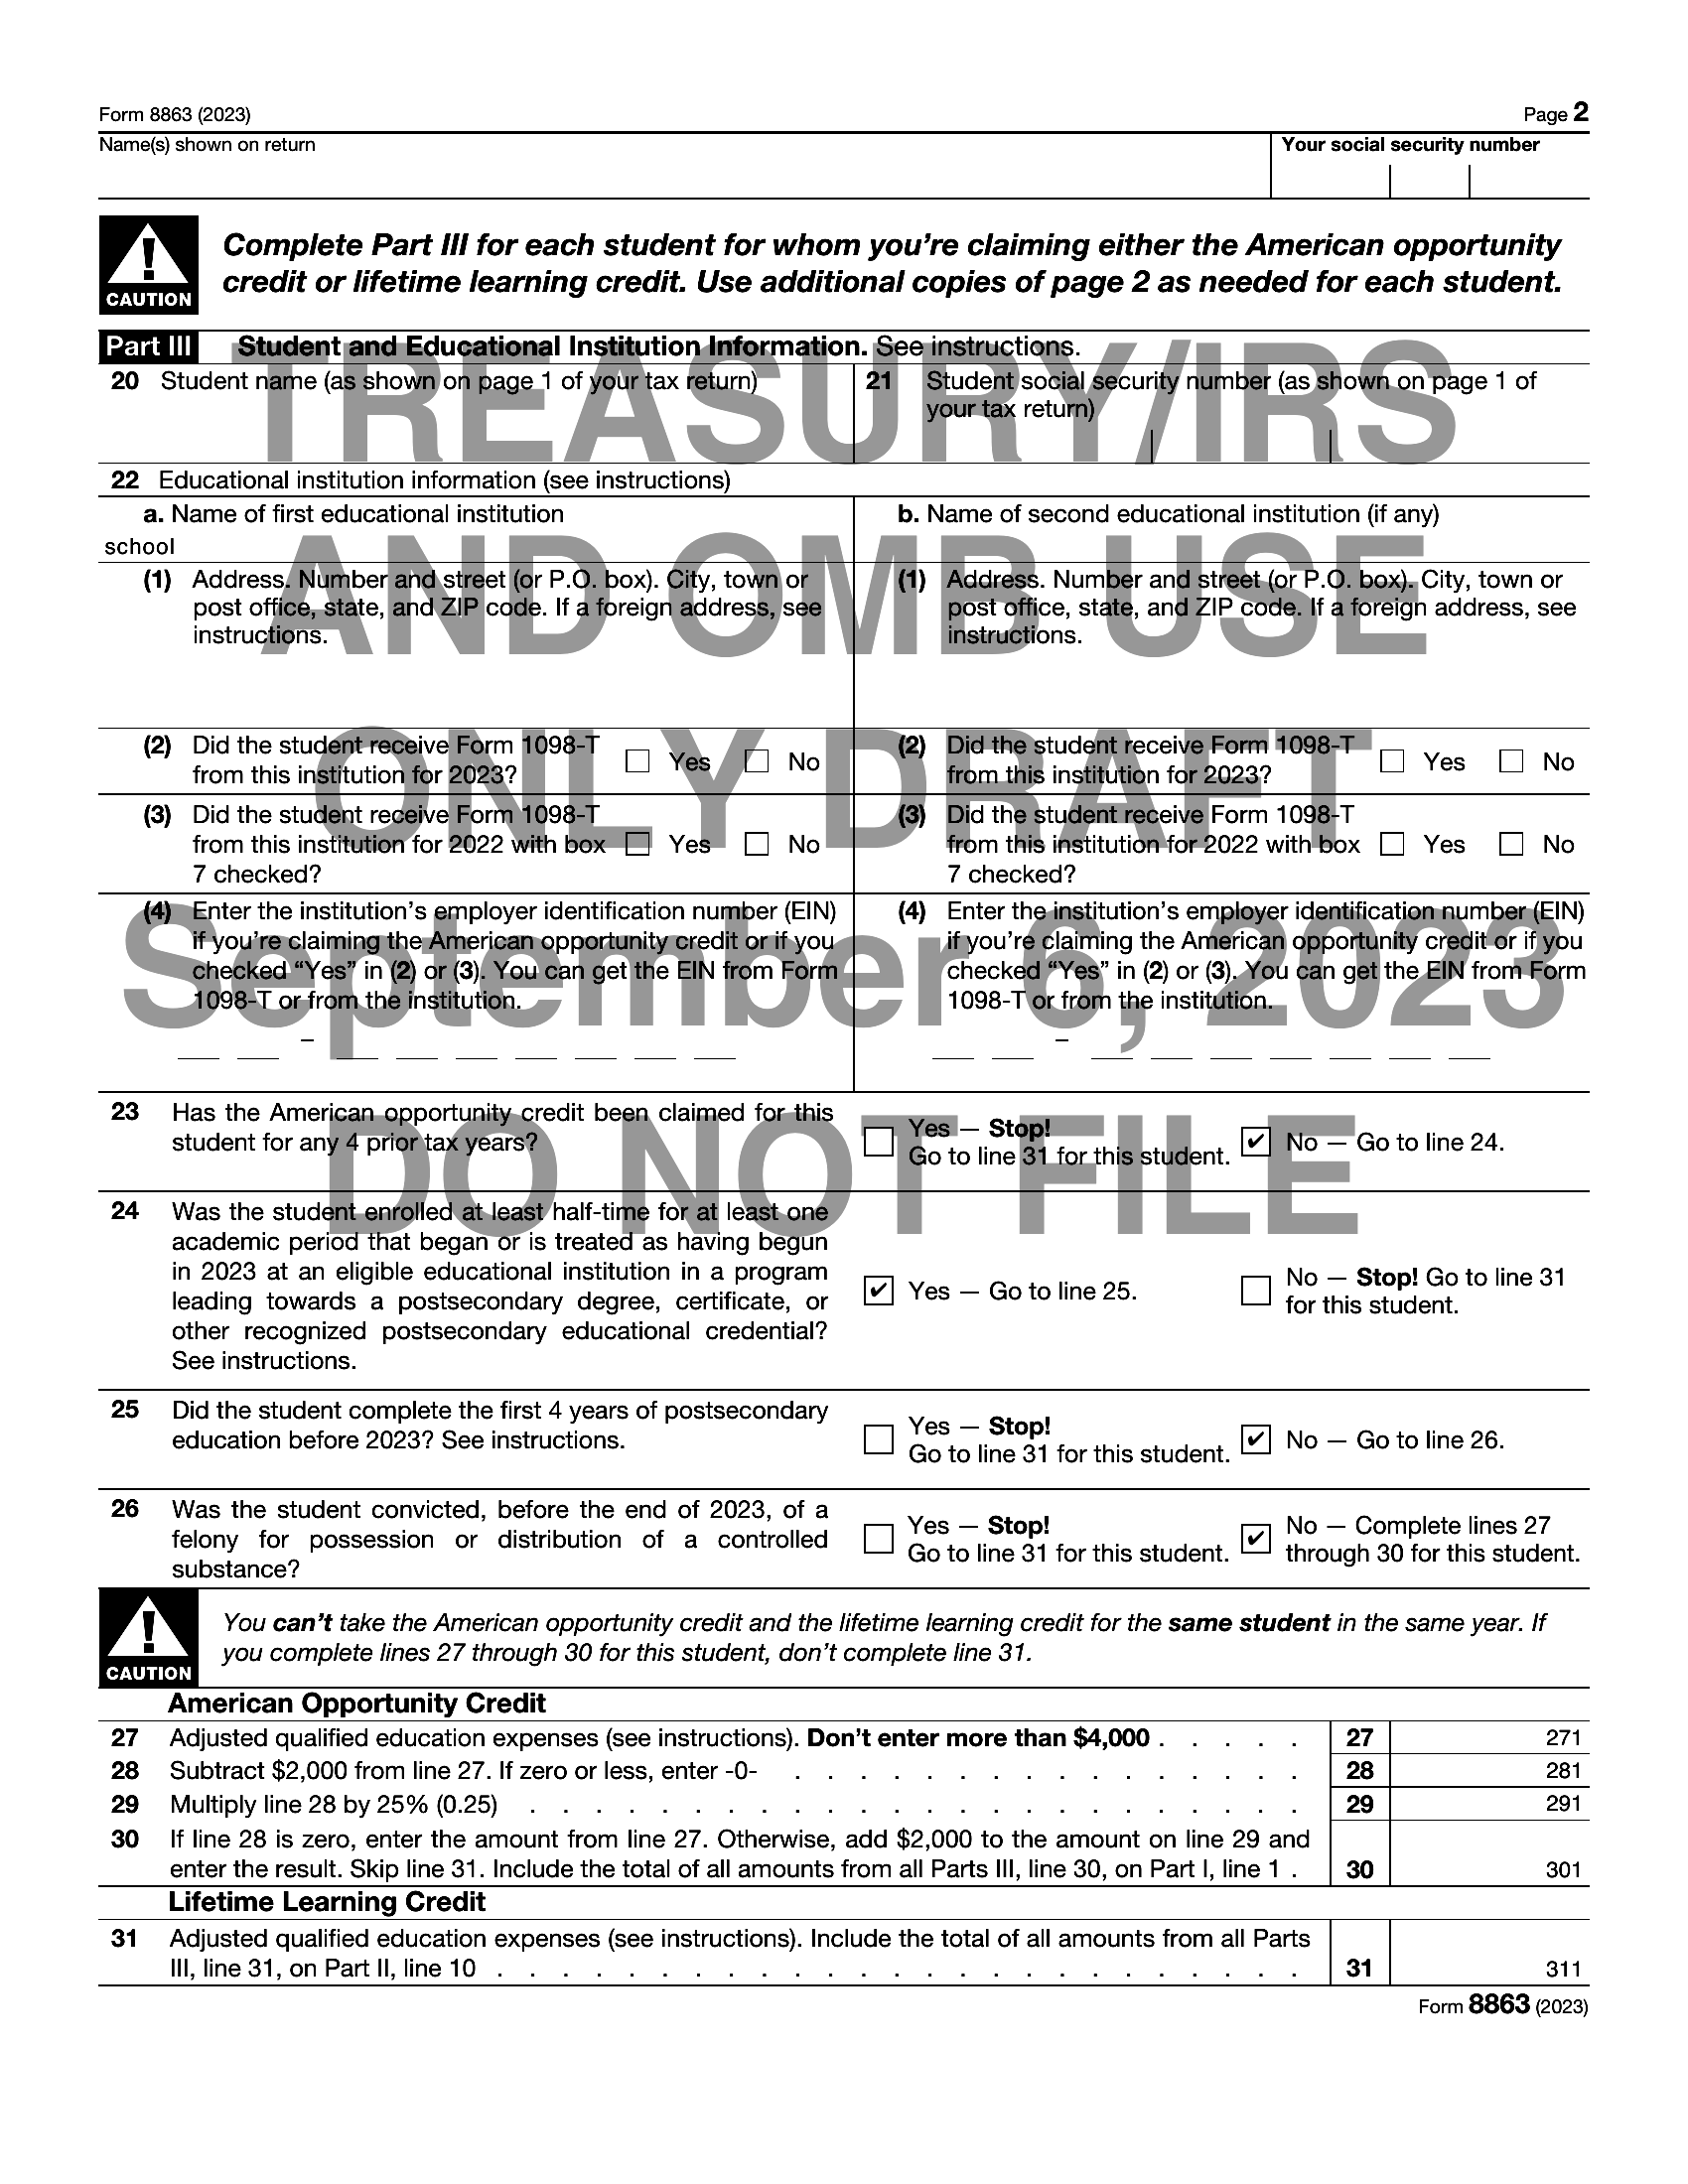 Form 8863 (2023)
Page 2
Name(s) shown on return
Your social security number
CAUTION
Complete Part III for each student for whom you’re claiming either the American opportunity
credit or lifetime learning credit. Use additional copies of page 2 as needed for each student.
TREASURY/IRS
AND OMB USE
ONLY DRAFT
September 6, 2023
DO NOT FILE
Part III Student and Educational Institution Information. See instructions.
20 Student name (as shown on page 1 of your tax return)
21 Student social security number (as shown on page 1 of
your tax return)
22 Educational institution information (see instructions)
a. Name of first educational institution
school
(1) Address. Number and street (or P.O. box). City, town or
post office, state, and ZIP code. If a foreign address, see
instructions.
(2) Did the student receive Form 1098-T
from this institution for 2023?
Yes No
(3) Did the student receive Form 1098-T
from this institution for 2022 with box
7 checked?
Yes No
(4) Enter the institution’s employer identification number (EIN)
if you’re claiming the American opportunity credit or if you
checked “Yes” in (2) or (3). You can get the EIN from Form
1098-T or from the institution.
–
b. Name of second educational institution (if any)
(1) Address. Number and street (or P.O. box). City, town or
post office, state, and ZIP code. If a foreign address, see
instructions.
(2) Did the student receive Form 1098-T
from this institution for 2023?
Yes No
(3) Did the student receive Form 1098-T
from this institution for 2022 with box
7 checked?
Yes No
(4) Enter the institution’s employer identification number (EIN)
if you’re claiming the American opportunity credit or if you
checked “Yes” in (2) or (3). You can get the EIN from Form
1098-T or from the institution.
–
23 Has the American opportunity credit been claimed for this
student for any 4 prior tax years?
Yes — Stop!
Go to line 31 for this student.
✔ No — Go to line 24.
24 Was the student enrolled at least half-time for at least one
academic period that began or is treated as having begun
in 2023 at an eligible educational institution in a program
leading towards a postsecondary degree, certificate, or
other recognized postsecondary educational credential?
See instructions.
✔ Yes — Go to line 25.
No — Stop! Go to line 31
for this student.
25 Did the student complete the first 4 years of postsecondary
education before 2023? See instructions.
Yes — Stop!
Go to line 31 for this student.
✔ No — Go to line 26.
26 Was the student convicted, before the end of 2023, of a
felony for possession or distribution of a controlled
substance?
Yes — Stop!
Go to line 31 for this student.
✔ No — Complete lines 27
through 30 for this student.
CAUTION
You can’t take the American opportunity credit and the lifetime learning credit for the same student in the same year. If
you complete lines 27 through 30 for this student, don’t complete line 31.
American Opportunity Credit
27 Adjusted qualified education expenses (see instructions). Don’t enter more than $4,000 . . . . . 27 271
28 Subtract $2,000 from line 27. If zero or less, enter -0- . . . . . . . . . . . . . . . . 28 281
29 Multiply line 28 by 25% (0.25) . . . . . . . . . . . . . . . . . . . . . . . . 29 291
30 If line 28 is zero, enter the amount from line 27. Otherwise, add $2,000 to the amount on line 29 and
enter the result. Skip line 31. Include the total of all amounts from all Parts III, line 30, on Part I, line 1 . 30 301
Lifetime Learning Credit
31 Adjusted qualified education expenses (see instructions). Include the total of all amounts from all Parts
III, line 31, on Part II, line 10 . . . . . . . . . . . . . . . . . . . . . . . . . 31 311
Form 8863 (2023)